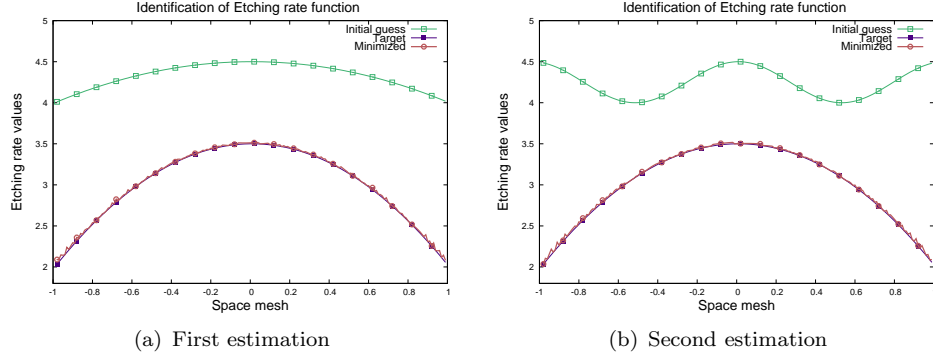 Identification of Etching rate function
Etching rate values
5
4.5
4
3.5
3
2.5
2
Initial guess
Target
Minimized
-1 -0.8 -0.6 -0.4 -0.2 0 0.2 0.4 0.6 0.8 1
Space mesh
(a) First estimation
Identification of Etching rate function
Etching rate values
5
4.5
4
3.5
3
2.5
2
Initial guess
Target
Minimized
-1 -0.8 -0.6 -0.4 -0.2 0 0.2 0.4 0.6 0.8
Space mesh
(b) Second estimation